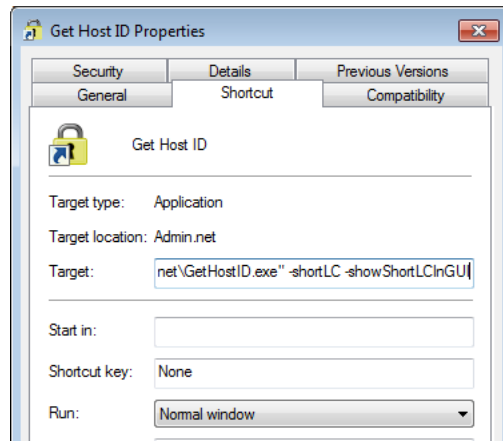 Get Host ID Properties
Security Details Previous Versions
General Shortcut Compatibility
Get Host ID
Target type: Application
Target location: Admin.net
Target: net\GetHostID.exe" -shortLC -showShortLCInGUI
Start in:
Shortcut key: None
Run: Normal window